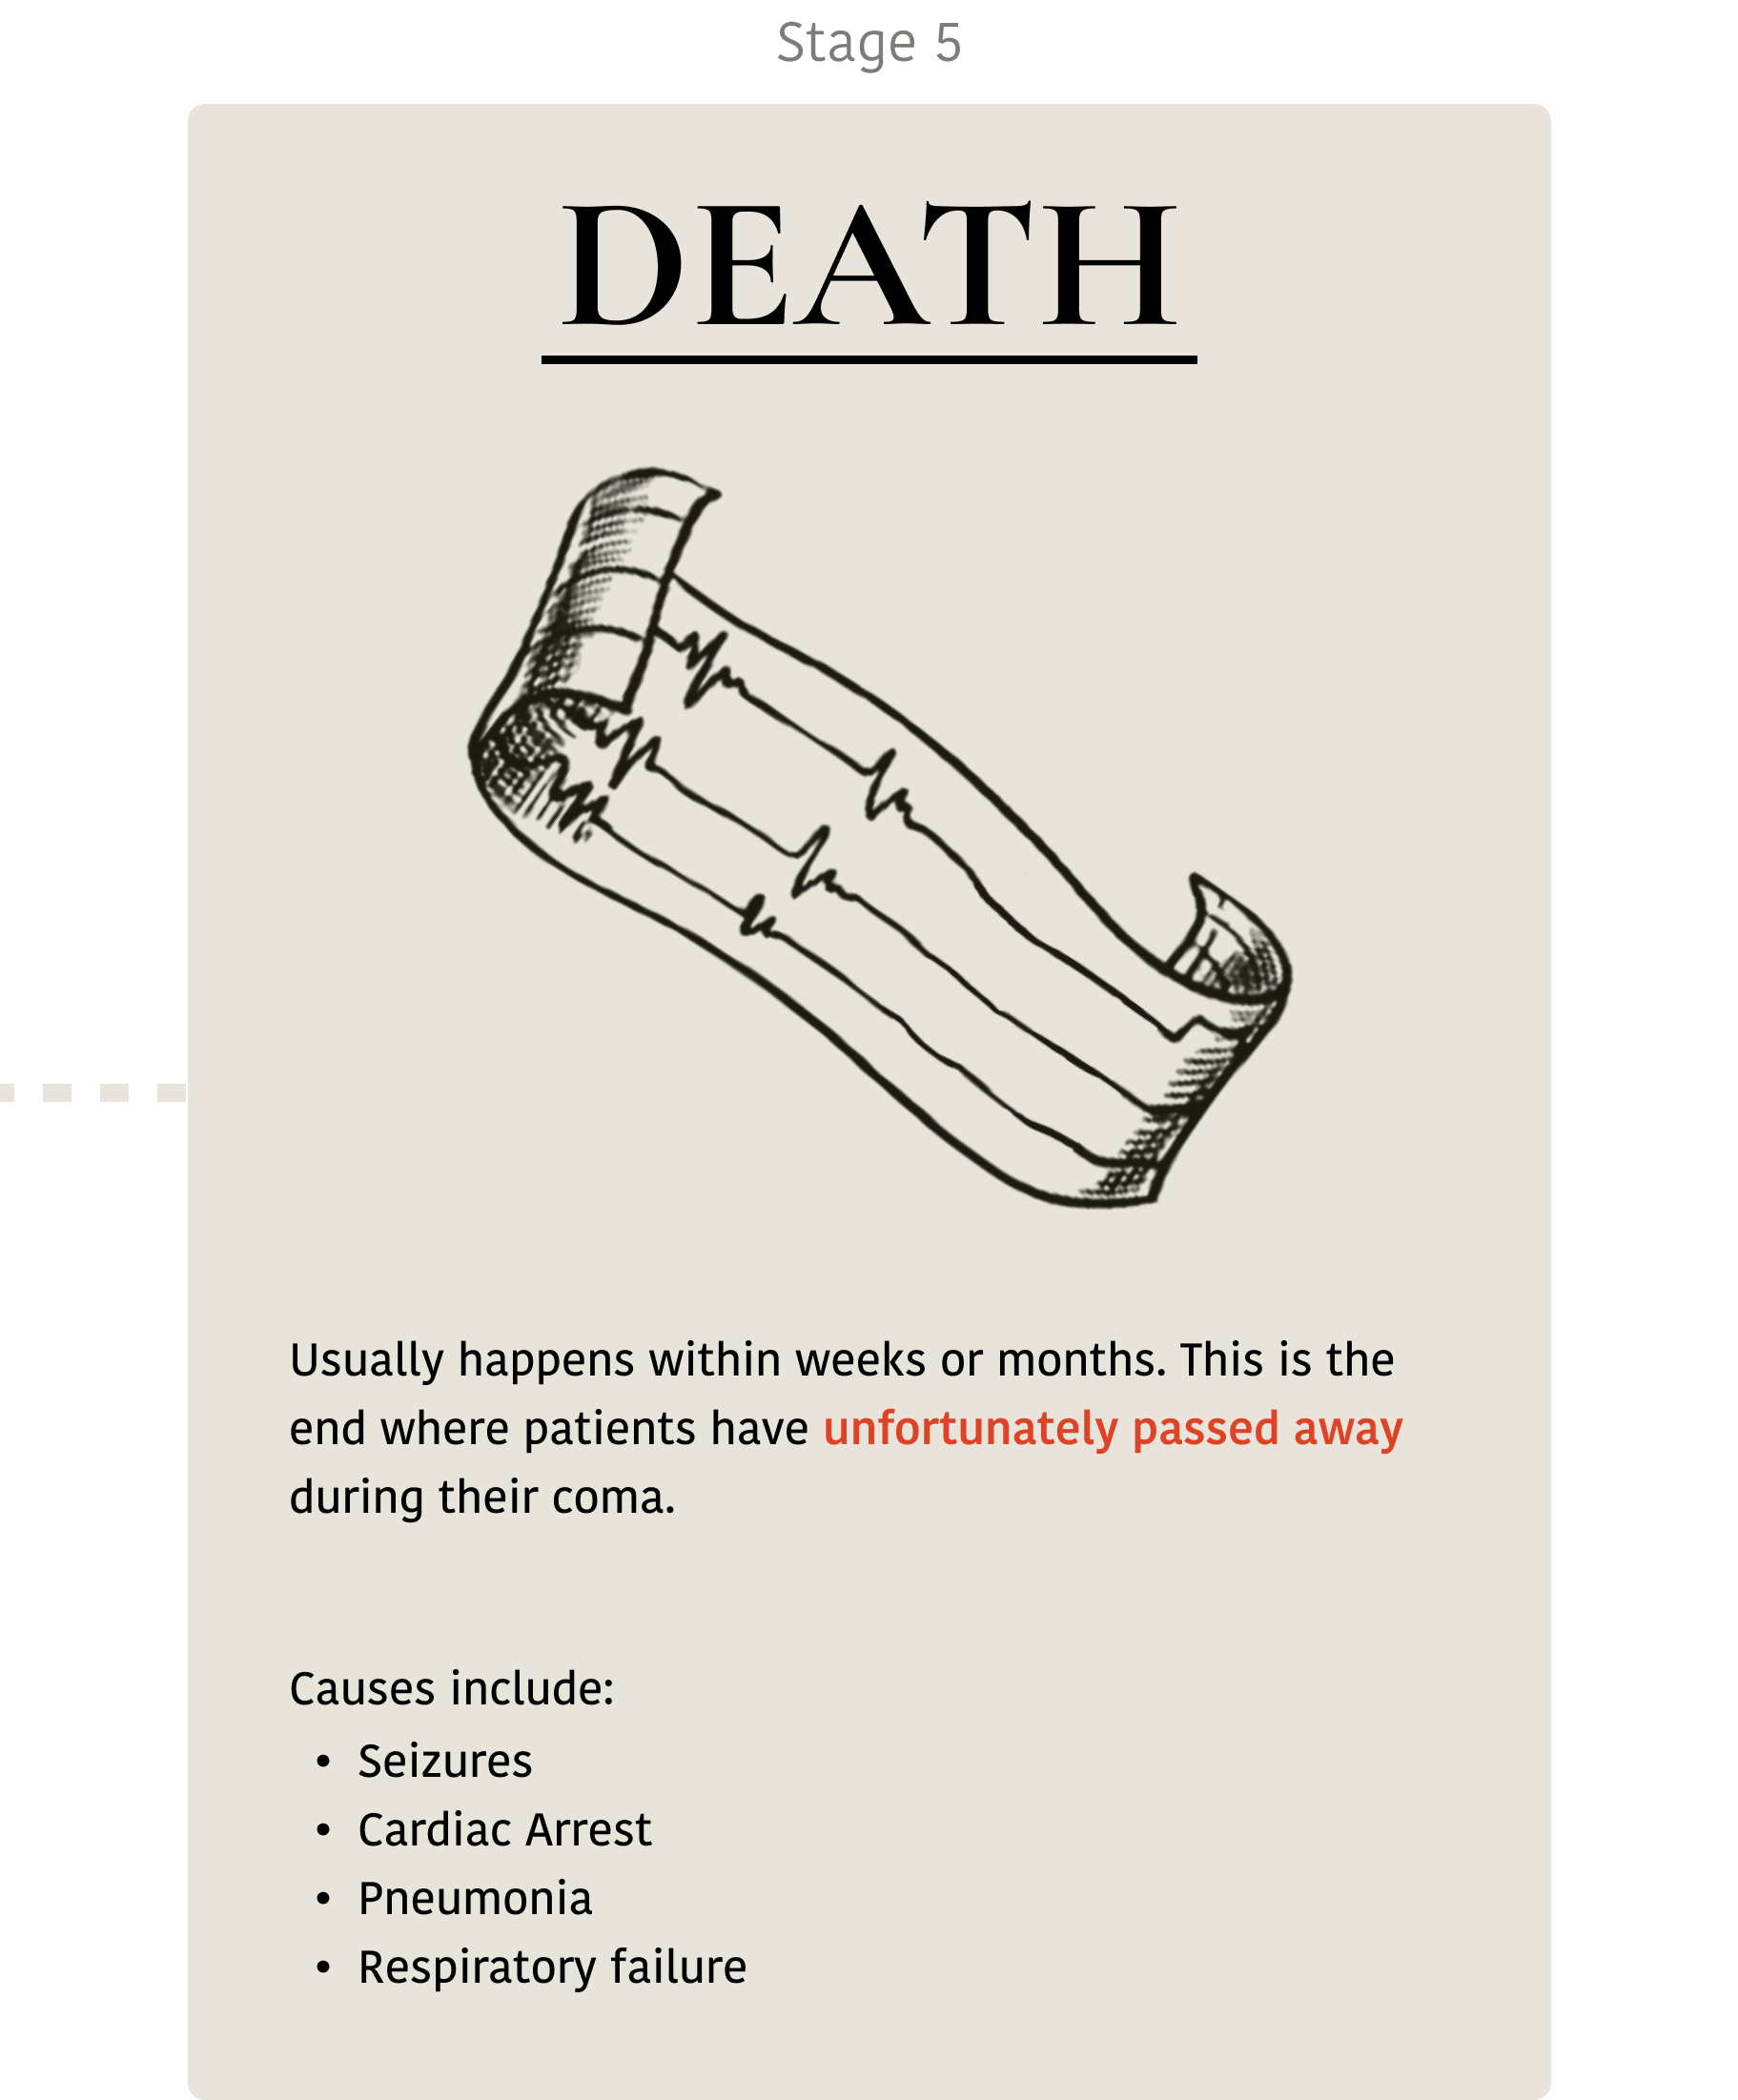 Stage 5
DEATH
Usually happens within weeks or months. This is the
end where patients have unfortunately passed away
during their coma.
Causes include:
• Seizures
• Cardiac Arrest
• Pneumonia
• Respiratory failure